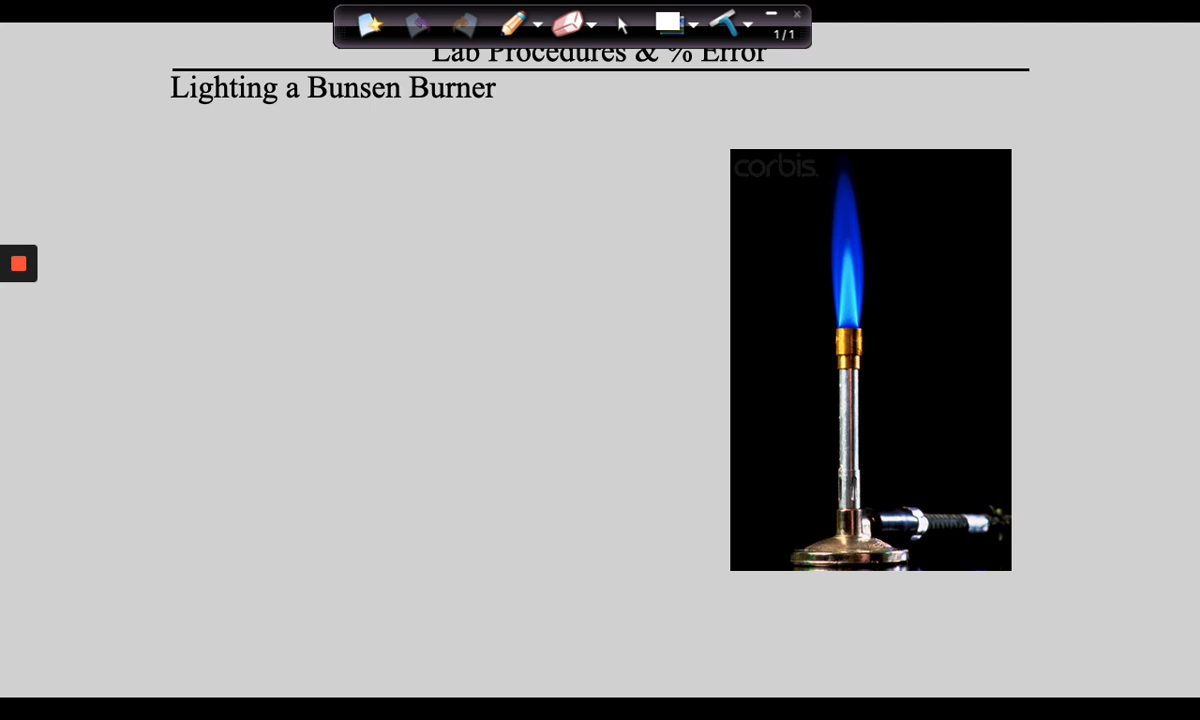 1/1
Lab Procedures & % Error
Lighting a Bunsen Burner
corbis.